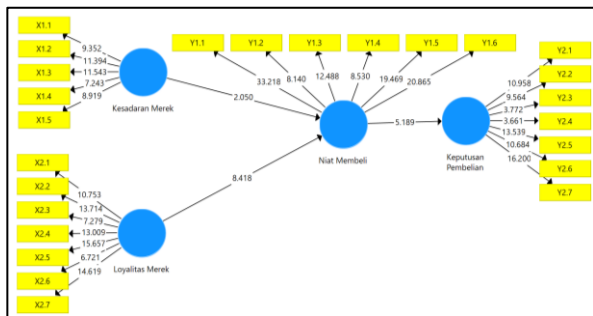 X1.1
X1.2
X1.3
X1.4
X1.5
9.352
11.394
11.543
7.243
8.919
Kesadaran Merek
Y1.1
Y1.2
Y1.3
Y1.4
Y1.5
Y1.6
33.218
8.140
12.488
8.530
19.469
20.865
2.050
Niat Membeli
5.189
8.418
Y2.1
Y2.2
Y2.3
Y2.4
Y2.5
Y2.6
Y2.7
10.958
9.564
3.772
3.661
13.539
10.684
16.200
Keputusan
Pembelian
X2.1
X2.2
X2.3
X2.4
X2.5
X2.6
X2.7
10.753
13.714
7.279
13.009
15.657
6.721
14.619
Loyalitas Merek